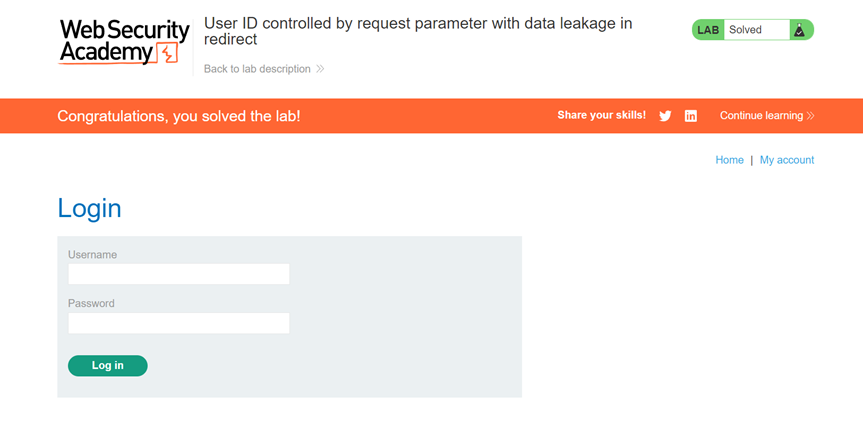 Web Security
Academy
User ID controlled by request parameter with data leakage in
redirect
Back to lab description
LAB Solved
Congratulations, you solved the lab!
Share your skills!
Continue learning
Home | My account
Login
Username
Password
Log in